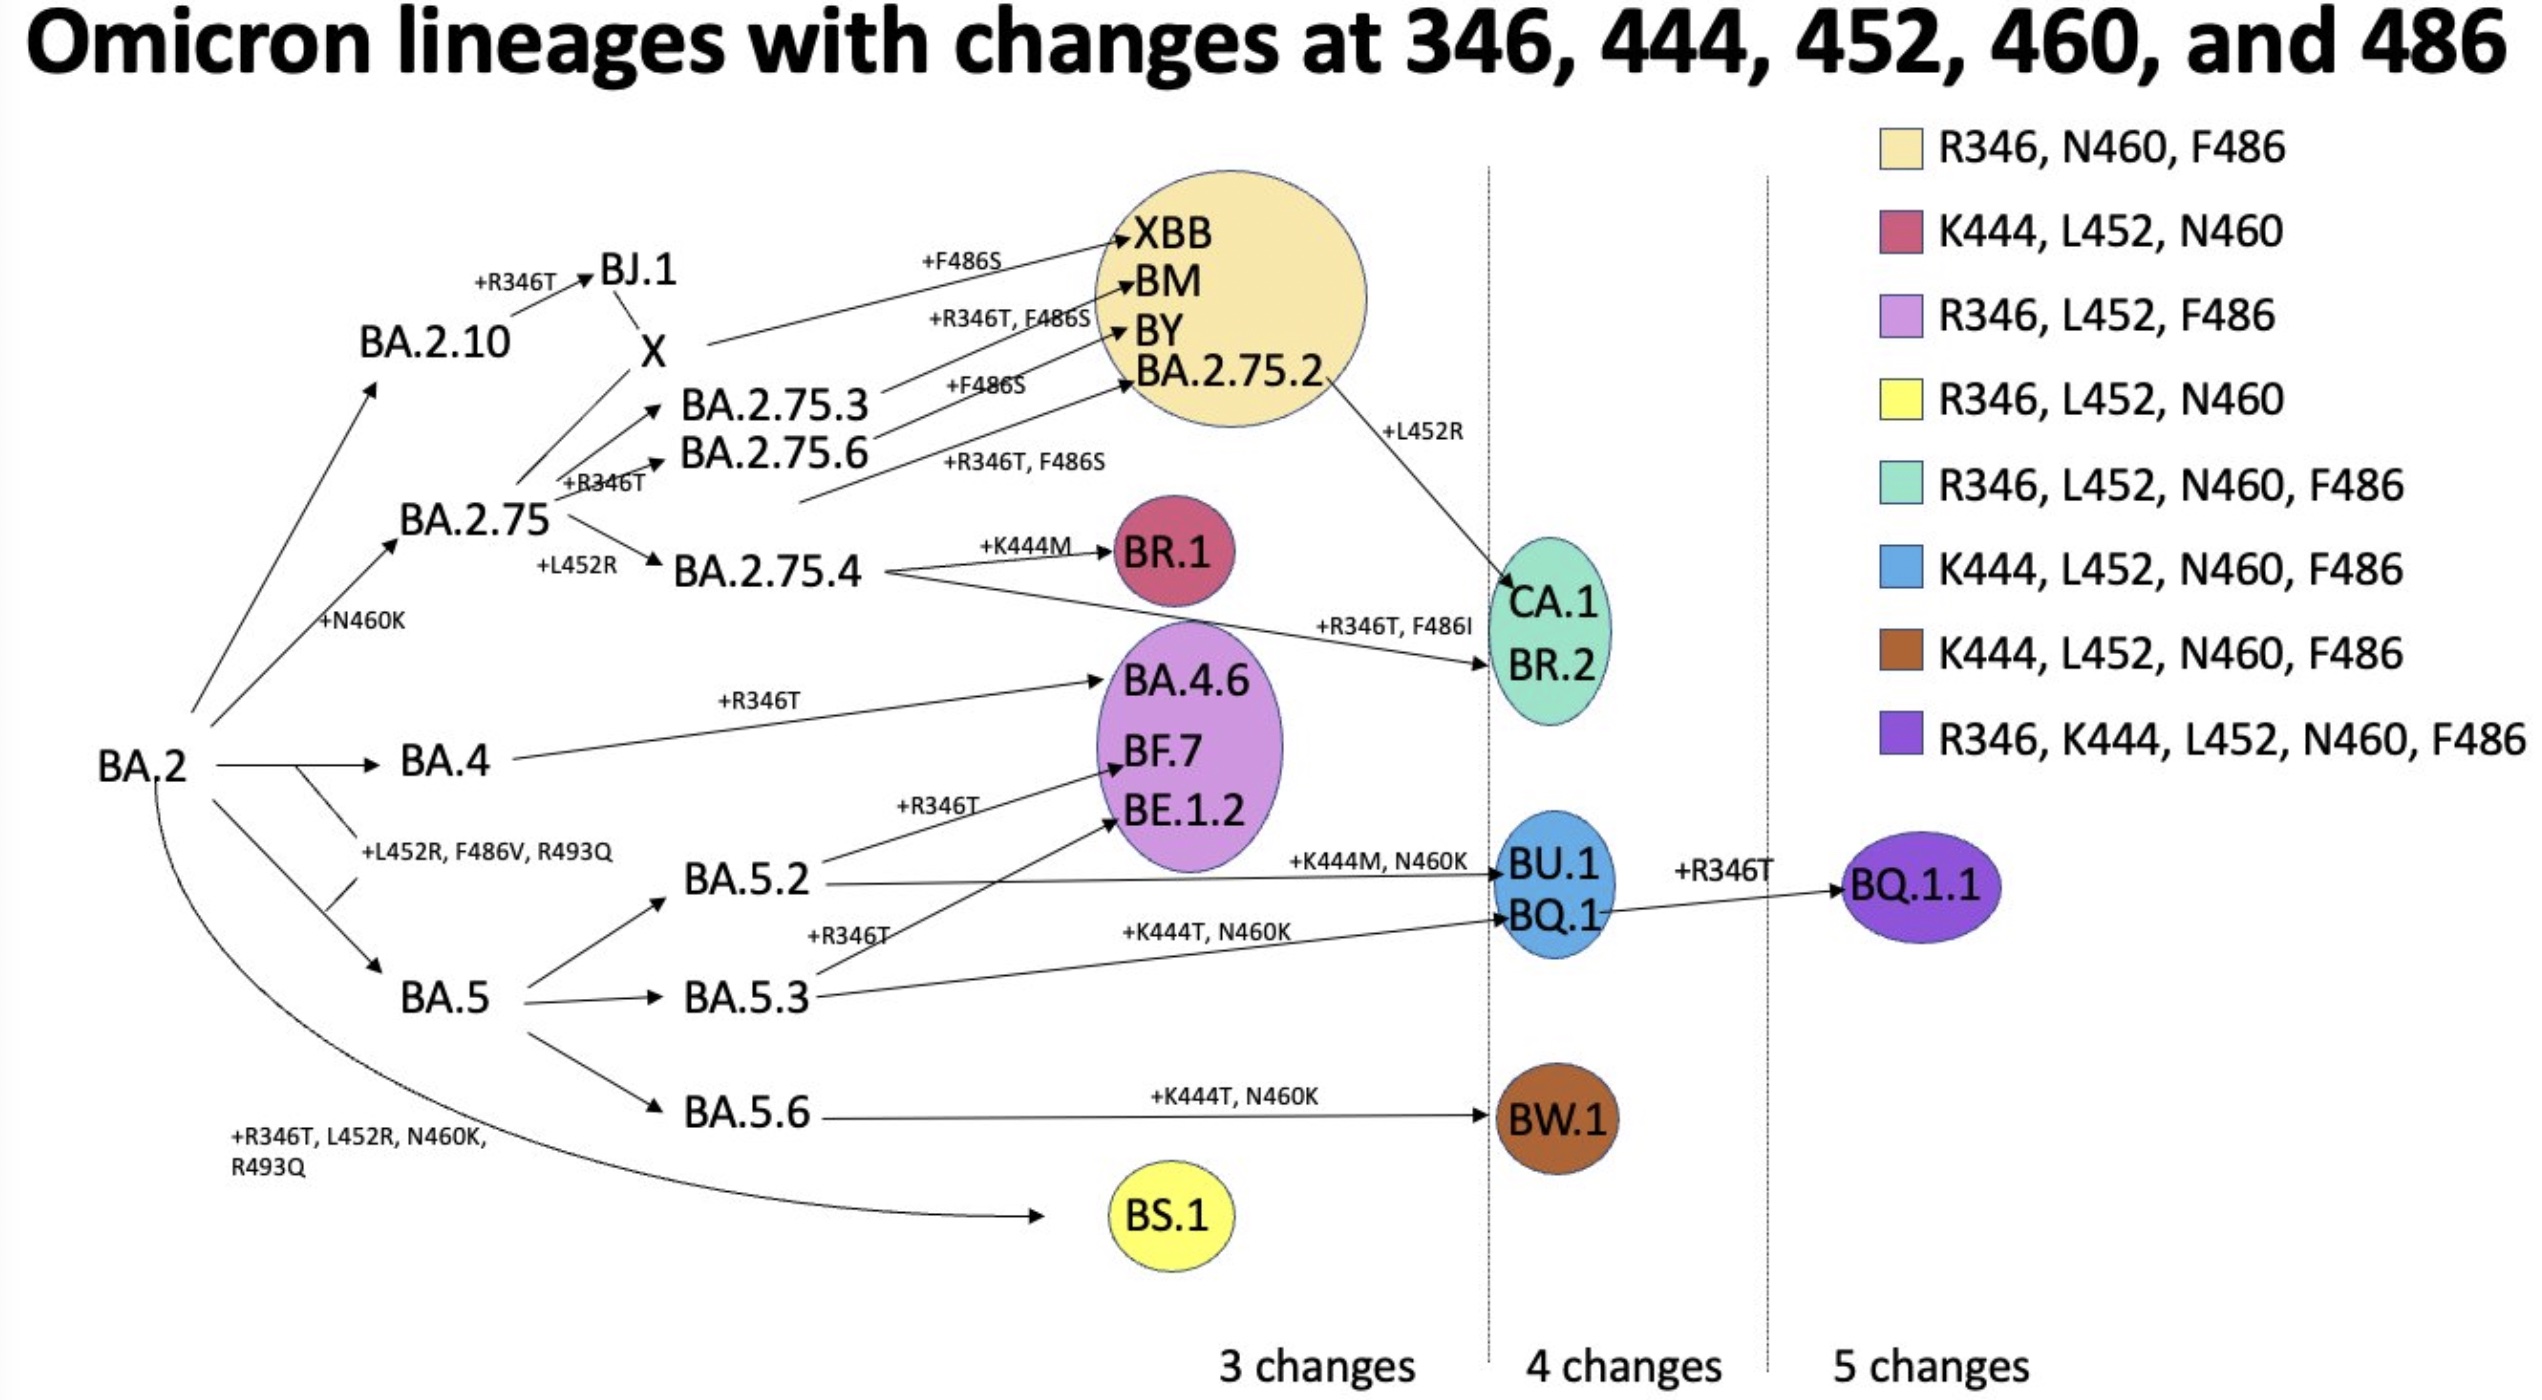 Omicron lineages with changes at 346, 444, 452, 460, and 486
R346, N460, F486
K444, L452, N460
R346, L452, F486
R346, L452, N460
R346, L452, N460, F486
K444, L452, N460, F486
K444, L452, N460, F486
R346, K444, L452, N460, F486
BA.2
BA.2.10
+R346T
BJ.1
X
+N460K
BA.2.75
+R346T
+L452R
BA.2.75.3
BA.2.75.6
BA.2.75.4
+F486S
+R346T, F486S
+F486S
+R346T, F486S
XBB
BM
BY
BA.2.75.2
+L452R
+K444M
BR.1
+R346T, F486I
CA.1
BR.2
BA.4
+R346T
BA.4.6
BF.7
BE.1.2
+L452R, F486V, R493Q
BA.5
BA.5.2
+R346T
+K444M, N460K
BA.5.3
+R346T
+K444T, N460K
BU.1
BQ.1
+R346T
BQ.1.1
BA.5.6
+K444T, N460K
BW.1
+R346T, L452R, N460K,
R493Q
BS.1
3 changes
4 changes
5 changes